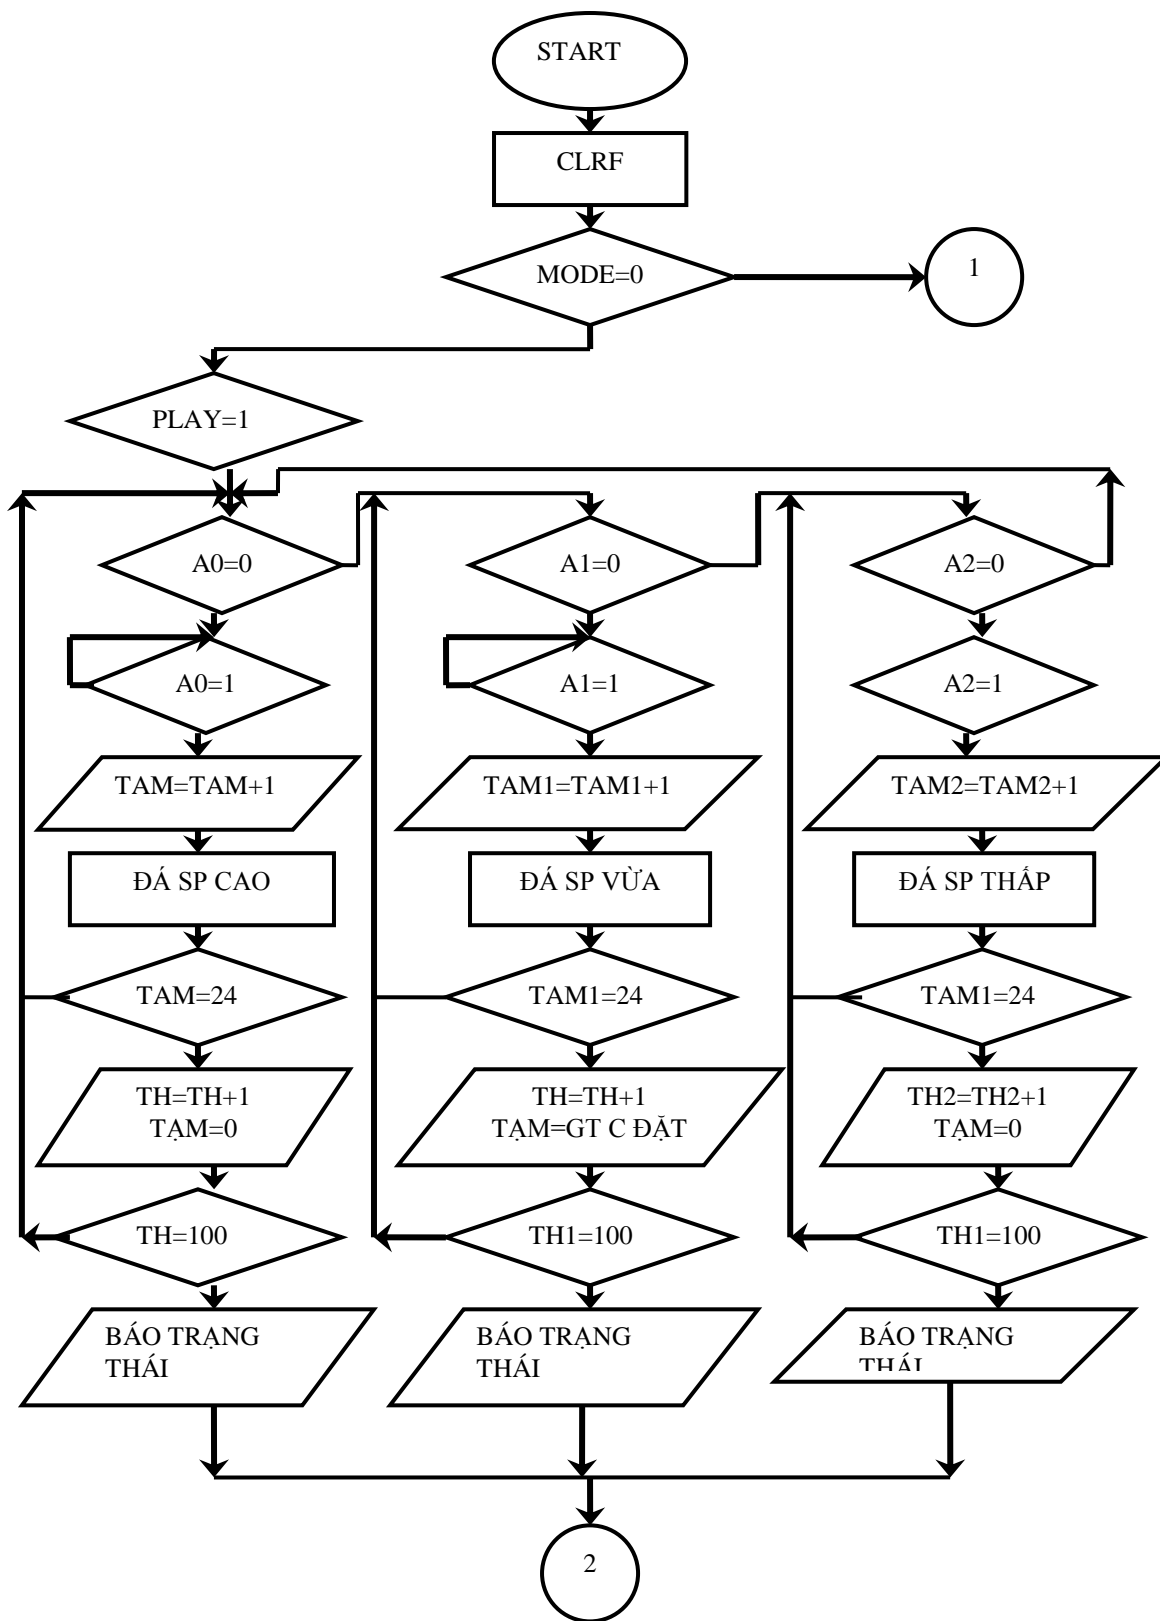 START
CLRF
MODE=0
1
PLAY=1
A0=0
A1=0
A2=0
A0=1
A1=1
A2=1
TAM=TAM+1
TAM1=TAM1+1
TAM2=TAM2+1
ĐÁ SP CAO
ĐÁ SP VỪA
ĐÁ SP THẤP
TAM=24
TAM1=24
TAM1=24
TH=TH+1
TẠM=0
TH=TH+1
TẠM=GT C ĐẶT
TH2=TH2+1
TẠM=0
TH=100
TH1=100
TH1=100
BÁO TRẠNG
THÁI
BÁO TRẠNG
THÁI
BÁO TRẠNG
THÁI
2